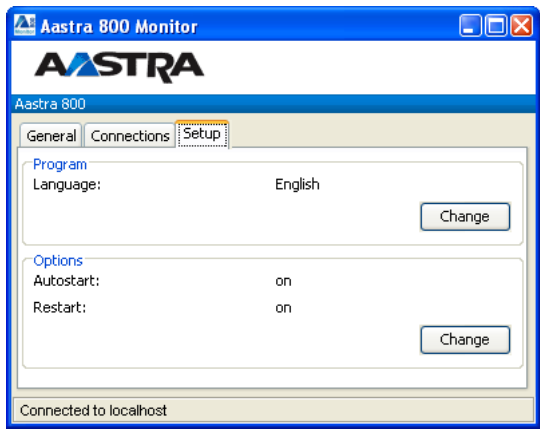 Aastra 800 Monitor
AASTRA
Aastra 800
General Connections Setup
Program
Language: English
Change
Options
Autostart: on
Restart: on
Change
Connected to localhost